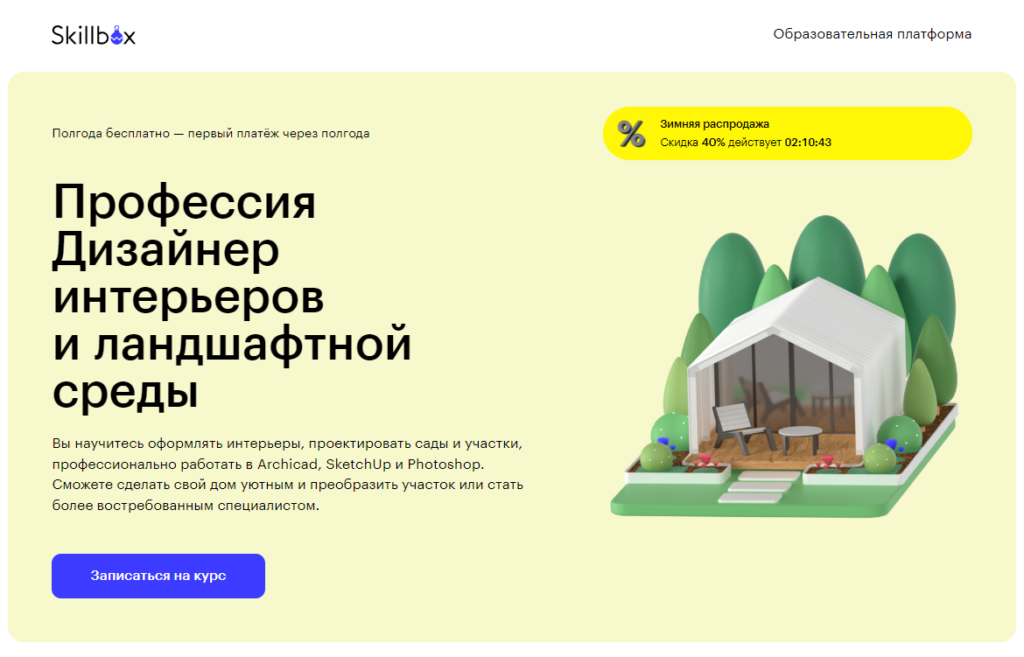 Skillbox
Образовательная платформа
Полгода бесплатно — первый платёж через полгода
%
Зимняя распродажа
Скидка 40% действует 02:10:43
Профессия
Дизайнер
интерьеров
и ландшафтной
среды
Вы научитесь оформлять интерьеры, проектировать сады и участки,
профессионально работать в Archicad, SketchUp и Photoshop.
Сможете сделать свой дом уютным и преобразить участок или стать
более востребованным специалистом.
Записаться на курс